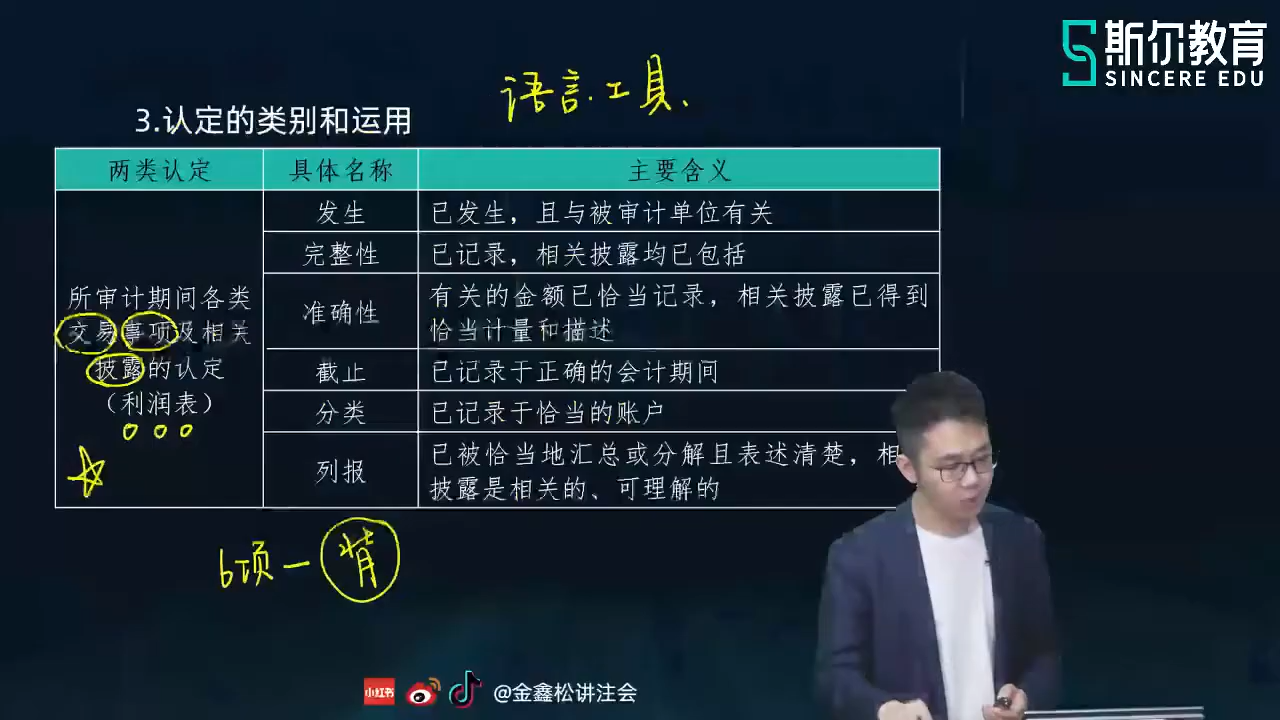 斯尔教育
SINCERE EDU
语言.工具.
3.认定的类别和运用
两类认定
具体名称
主要含义
所审计期间各类
交易事项及相关
披露的认定
(利润表)
发生
已发生，且与被审计单位有关
完整性
已记录，相关披露均已包括
准确性
有关的金额已恰当记录，相关披露已得到
恰当计量和描述
截止
已记录于正确的会计期间
分类
已记录于恰当的账户
列报
已被恰当地汇总或分解且表述清楚，相
披露是相关的、可理解的
6项一背
小红书
@金鑫松讲注会